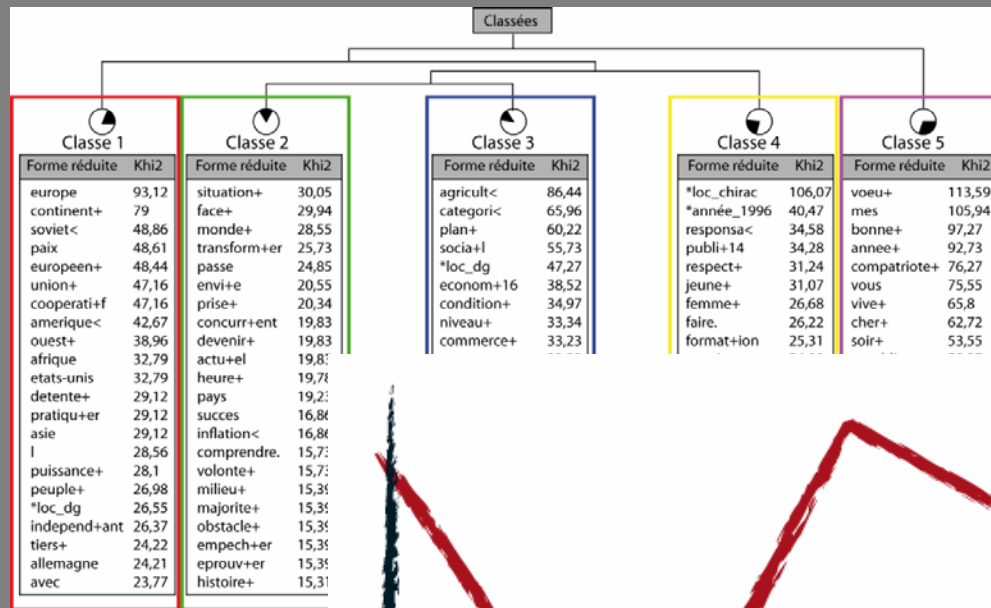 Classées
Classe 1
Forme réduite Khi2
europe 93,12
continent+ 79
soviet< 48,86
paix 48,61
europeen+ 48,44
union+ 47,16
cooperati+f 47,16
amerique< 42,67
ouest+ 38,96
afrique 32,79
etats-unis 32,79
detente+ 29,12
pratiqu+er 29,12
asie 29,12
l 28,56
puissance+ 28,1
peuple+ 26,98
*loc_dg 26,55
independ+ant 26,37
tiers+ 24,22
allemagne 24,21
avec 23,77
Classe 2
Forme réduite Khi2
situation+ 30,05
face+ 29,94
monde+ 28,55
transform+er 25,73
passe 24,85
envi+e 20,55
prise+ 20,34
concurr+ent 19,83
devenir+ 19,83
actu+el 19,83
heure+ 19,78
pays 19,23
succes 16,86
inflation< 16,86
comprendre. 15,73
volonte+ 15,73
milieu+ 15,39
majorite+ 15,39
obstacle+ 15,39
empech+er 15,39
eprouv+er 15,39
histoire+ 15,31
Classe 3
Forme réduite Khi2
agricult< 86,44
categori< 65,96
plan+ 60,22
socia+l 55,73
*loc_dg 47,27
econom+16 38,52
condition+ 34,97
niveau+ 33,34
commerce+ 33,23
Classe 4
Forme réduite Khi2
*loc_chirac 106,07
*année_1996 40,47
responsa< 34,58
publi+14 34,28
respect+ 31,24
jeune+ 31,07
femme+ 26,68
faire. 26,22
format+ion 25,31
Classe 5
Forme réduite Khi2
voeu+ 113,59
mes 105,94
bonne+ 97,27
annee+ 92,73
compatriote+ 76,27
vous 75,55
vive+ 65,8
cher+ 62,72
soir+ 53,55